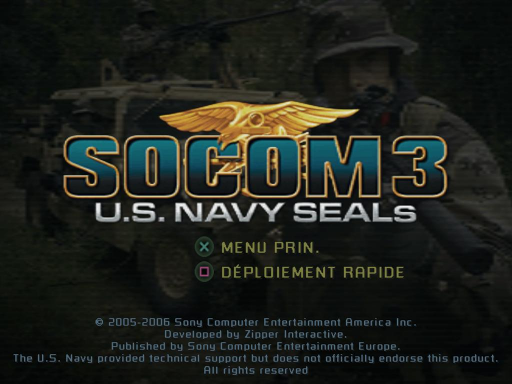 SOCOM 3
U.S. NAVY SEALs
MENU PRIN.
DÉPLOIEMENT RAPIDE
© 2005-2006 Sony Computer Entertainment America Inc.
Developed by Zipper Interactive.
Published by Sony Computer Entertainment Europe.
The U.S. Navy provided technical support but does not officially endorse this product.
All rights reserved